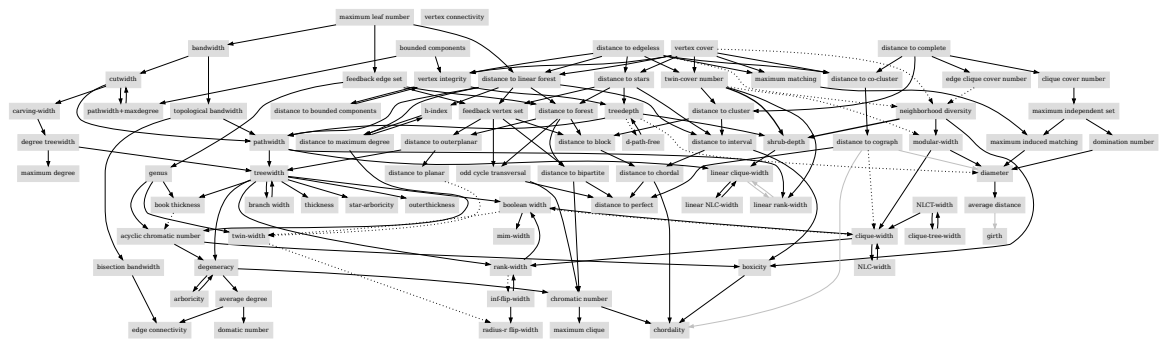 maximum leaf number
vertex connectivity
bandwidth
bounded components
distance to edgeless
vertex cover
distance to complete
cutwidth
feedback edge set
vertex integrity
distance to linear forest
distance to stars
twin-cover number
maximum matching
distance to co-cluster
edge clique cover number
clique cover number
carving-width
pathwidth+maxdegree
topological bandwidth
distance to bounded components
h-index
feedback vertex set
distance to forest
treedepth
distance to cluster
neighborhood diversity
maximum independent set
degree treewidth
pathwidth
distance to maximum degree
distance to outerplanar
distance to block
d-path-free
distance to interval
shrub-depth
distance to cograph
modular-width
maximum induced matching
domination number
maximum degree
genus
treewidth
distance to planar
odd cycle transversal
distance to bipartite
distance to chordal
linear clique-width
diameter
book thickness
branch width
thickness
star-arboricity
outerthickness
boolean width
distance to perfect
linear NLC-width
linear rank-width
NLCT-width
average distance
acyclic chromatic number
twin-width
mim-width
clique-width
clique-tree-width
girth
bisection bandwidth
degeneracy
rank-width
boxicity
NLC-width
arboricity
average degree
inf-flip-width
chromatic number
edge connectivity
domatic number
radius-r flip-width
maximum clique
chordality